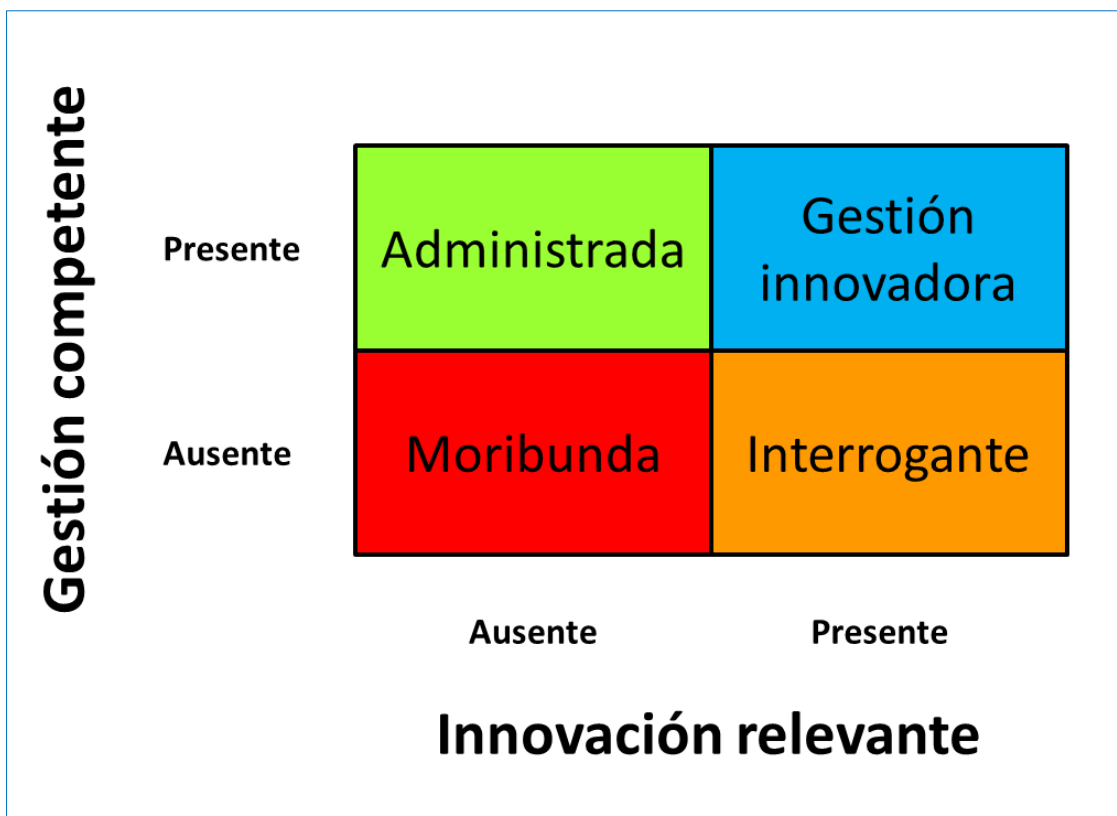 Gestión competente
Presente
Administrada
Gestión
innovadora
Ausente
Moribunda
Interrogante
Ausente
Presente
Innovación relevante